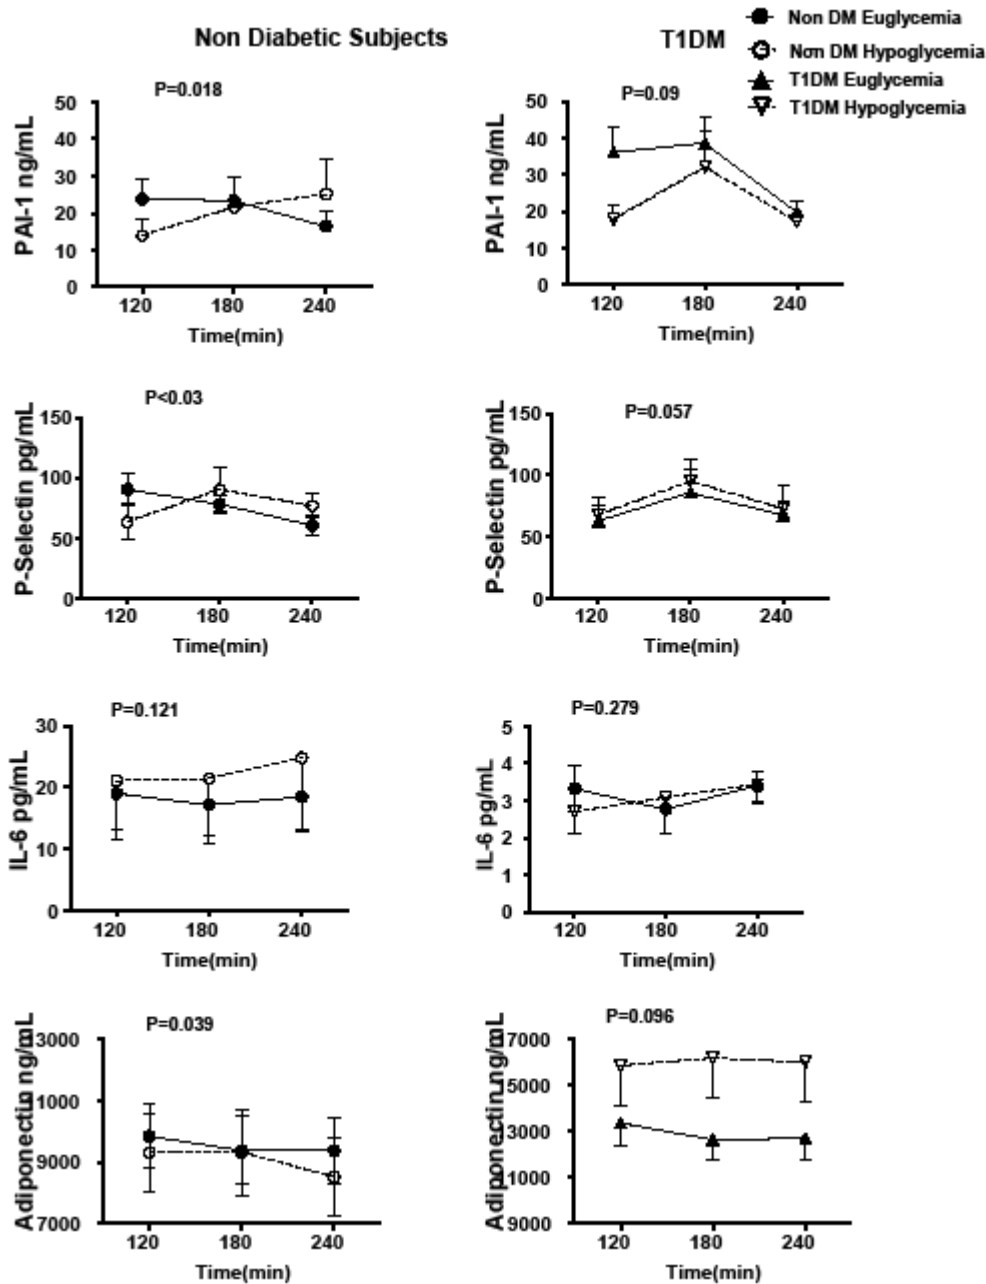 Non Diabetic Subjects
T1DM
Non DM Euglycemia
Non DM Hypoglycemia
T1DM Euglycemia
T1DM Hypoglycemia
P=0.018
PAI-1 ng/mL
50
40
30
20
10
0
120 180 240
Time(min)
P=0.09
PAI-1 ng/mL
50
40
30
20
10
0
120 180 240
Time(min)
P<0.03
P-Selectin pg/mL
150
100
50
0
120 180 240
Time(min)
P=0.057
P-Selectin pg/mL
150
100
50
0
120 180 240
Time(min)
P=0.121
IL-6 pg/mL
30
20
10
0
120 180 240
Time(min)
P=0.279
IL-6 pg/mL
5
4
3
2
1
0
120 180 240
Time(min)
P=0.039
Adiponectin ng/mL
3000
1000
9000
7000
120 180 240
Time(min)
P=0.096
Adiponectin ng/mL
7000
5000
3000
1000
9000
120 180 240
Time(min)